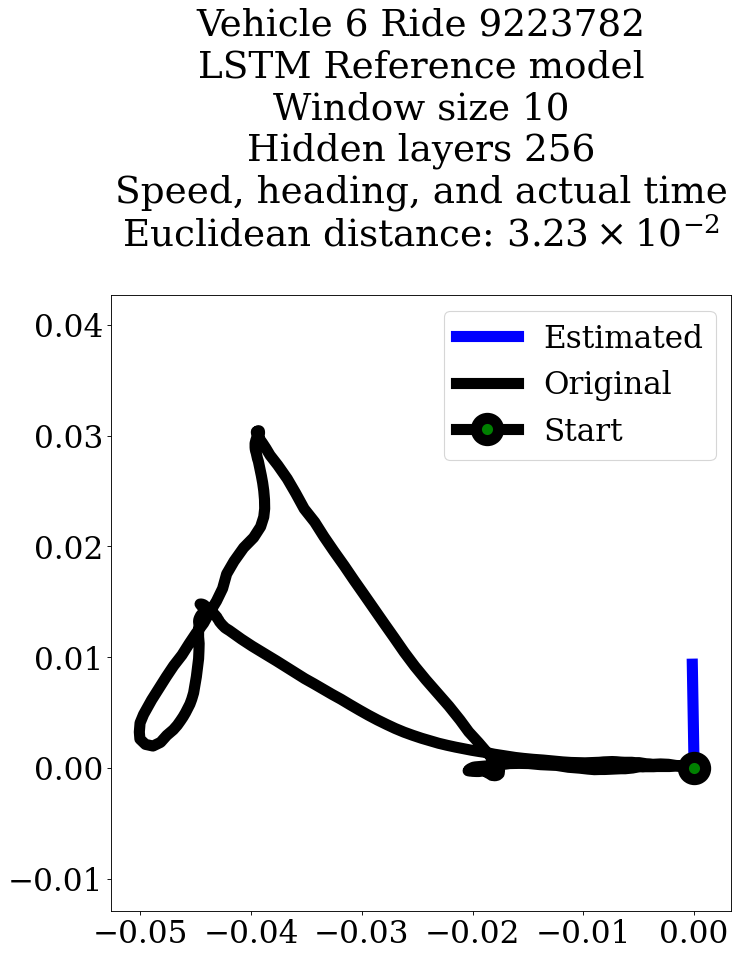 Vehicle 6 Ride 9223782
LSTM Reference model
Window size 10
Hidden layers 256
Speed, heading, and actual time
Euclidean distance: 3.23 × 10⁻²
Estimated
Original
Start
0.04
0.03
0.02
0.01
0.00
−0.01
−0.05 −0.04 −0.03 −0.02 −0.01 0.00